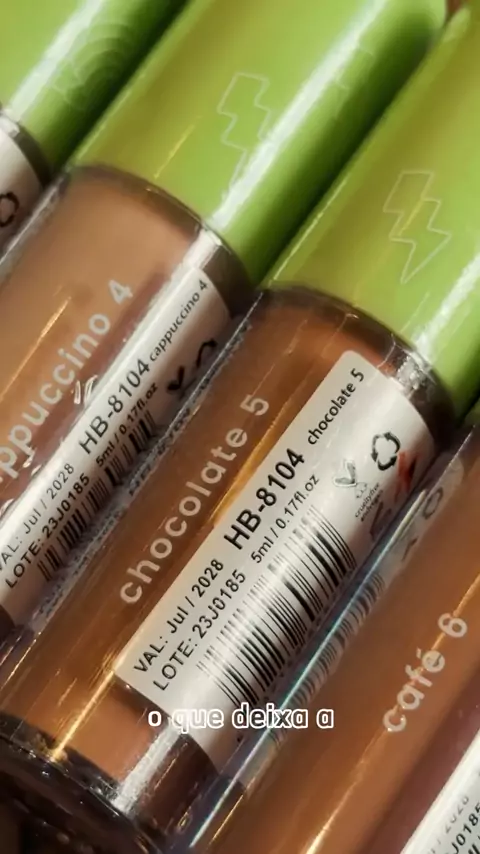 cappuccino 4
VAL: Jul / 2028
LOTE: 23J0185
HB-8104
5ml / 0.17fl.oz
cappuccino 4
chocolate 5
VAL: Jul / 2028
LOTE: 23J0185
HB-8104
5ml / 0.17fl.oz
chocolate 5
café 6
o que deixa a